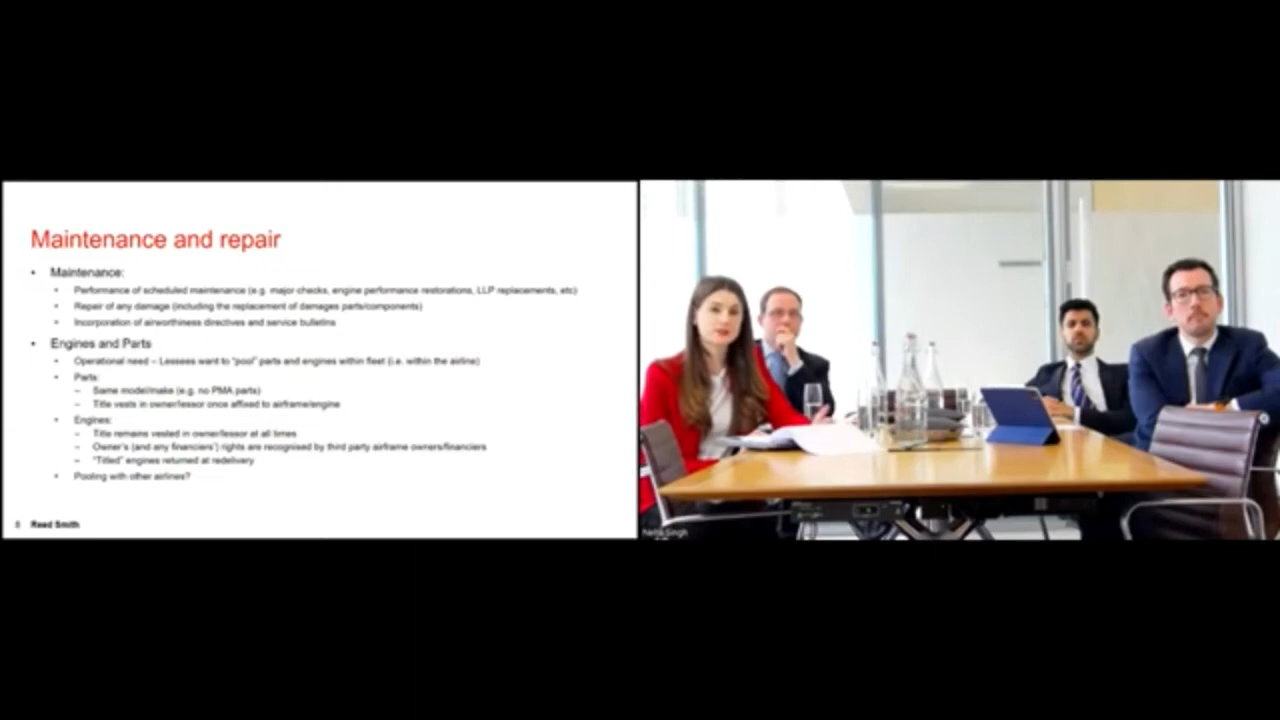 Maintenance and repair
• Maintenance:
• Performance of scheduled maintenance (e.g. major checks, engine performance restorations, LLP replacements, etc)
• Repair of any damage (including the replacement of damages parts/components)
• Incorporation of airworthiness directives and service bulletins
• Engines and Parts
• Operational need – Lessees want to "pool" parts and engines within fleet (i.e. within the airline)
• Parts:
– Same model/make (e.g. no PMA parts)
– Title vests in owner/lessor once affixed to airframe/engine
• Engines:
– Title remains vested in owner/lessor at all times
– Owner's (and any financiers') rights are recognised by third party airframe owners/financiers
– "Titled" engines returned at redelivery
• Pooling with other airlines?
8 Reed Smith
Singh